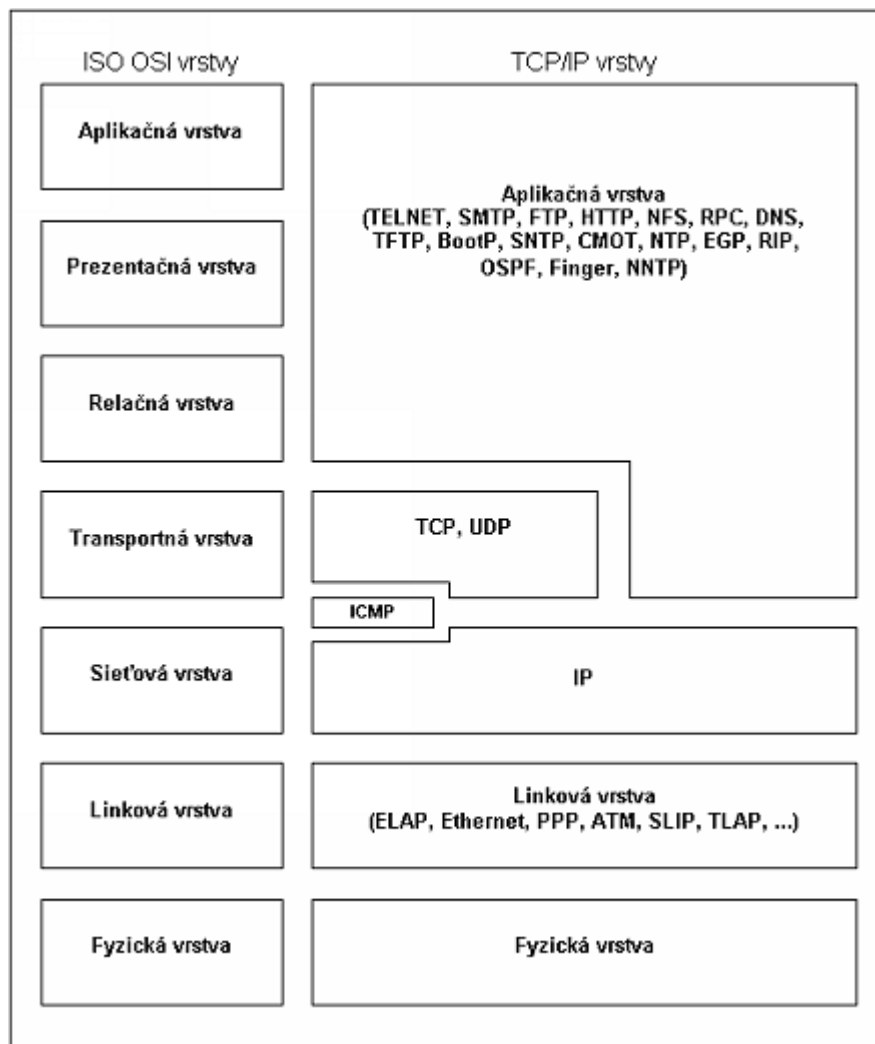 ISO OSI vrstvy
TCP/IP vrstvy
Aplikačná vrstva
Prezentačná vrstva
Relačná vrstva
Transportná vrstva
Sieťová vrstva
Linková vrstva
Fyzická vrstva
Aplikačná vrstva
(TELNET, SMTP, FTP, HTTP, NFS, RPC, DNS,
TFTP, BootP, SNTP, CMOT, NTP, EGP, RIP,
OSPF, Finger, NNTP)
TCP, UDP
ICMP
IP
Linková vrstva
(ELAP, Ethernet, PPP, ATM, SLIP, TLAP, ...)
Fyzická vrstva